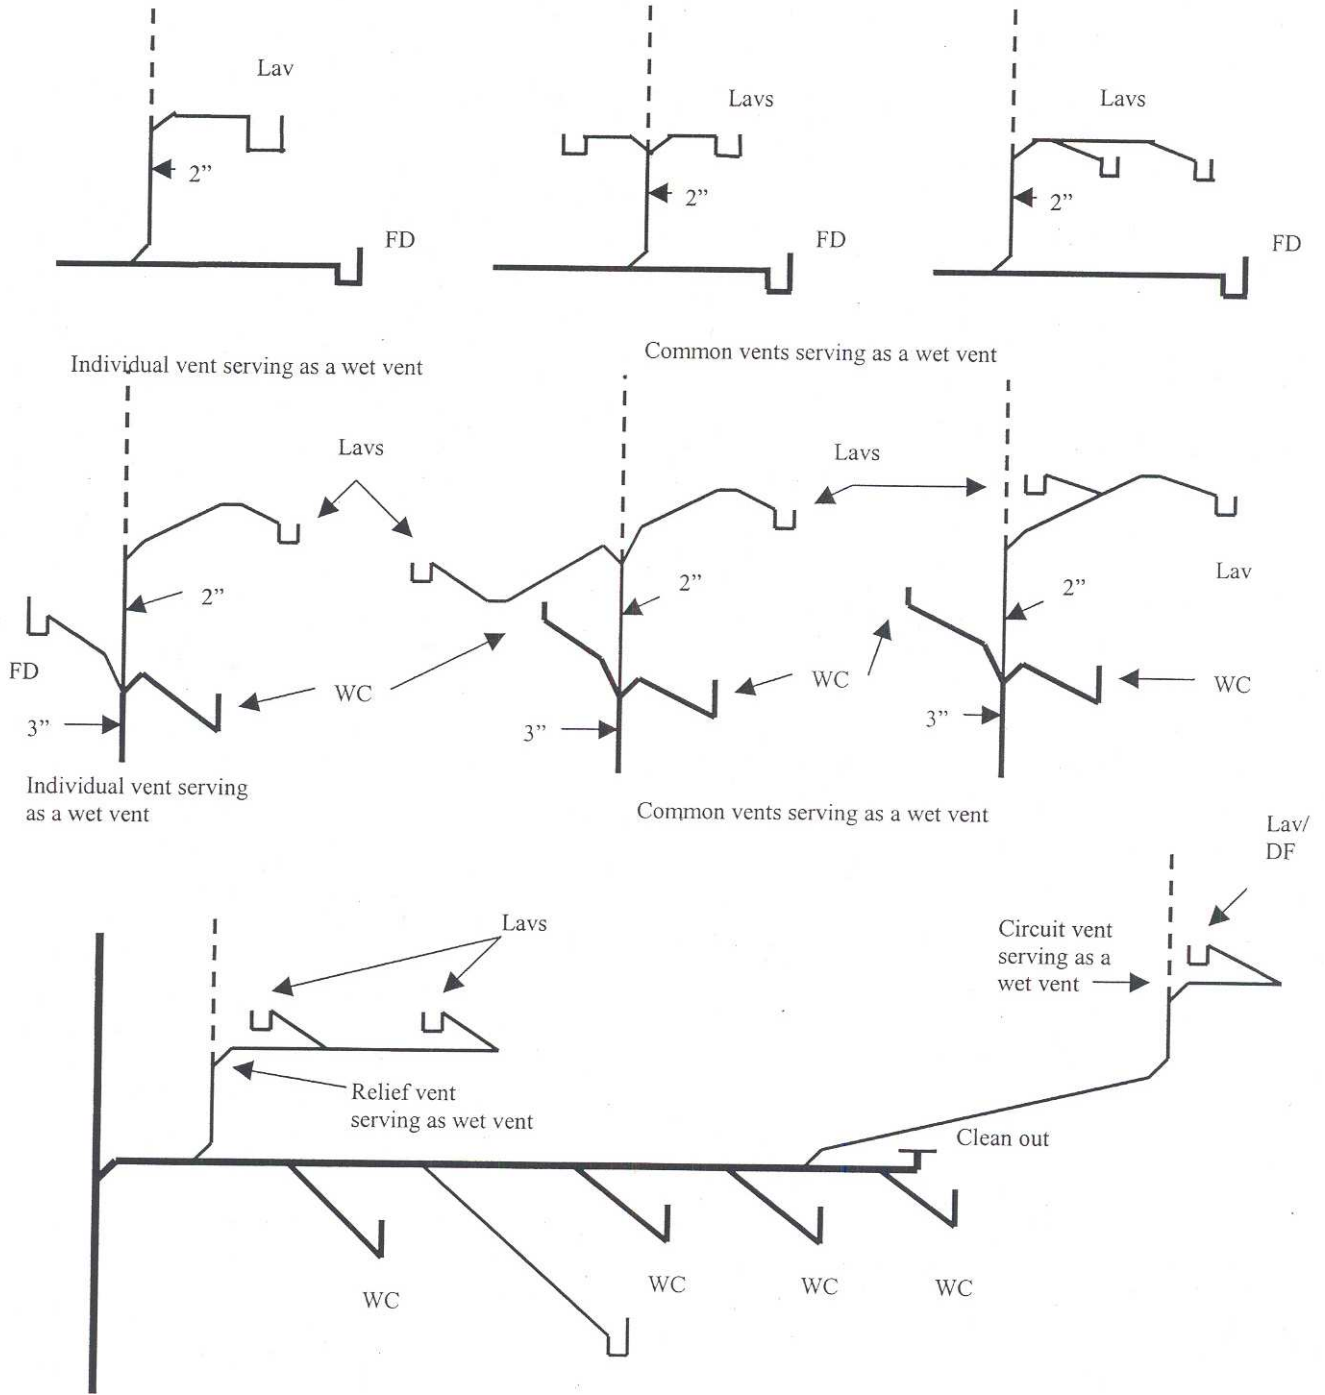 Lav
Lavs
Lavs
2”
2”
2”
FD
FD
FD
Individual vent serving as a wet vent
Common vents serving as a wet vent
Lavs
Lavs
2”
2”
2”
Lav
FD
WC
WC
WC
3”
3”
3”
Individual vent serving
as a wet vent
Common vents serving as a wet vent
Lav/
DF
Lavs
Circuit vent
serving as a
wet vent
Relief vent
serving as wet vent
Clean out
WC
WC
WC
WC